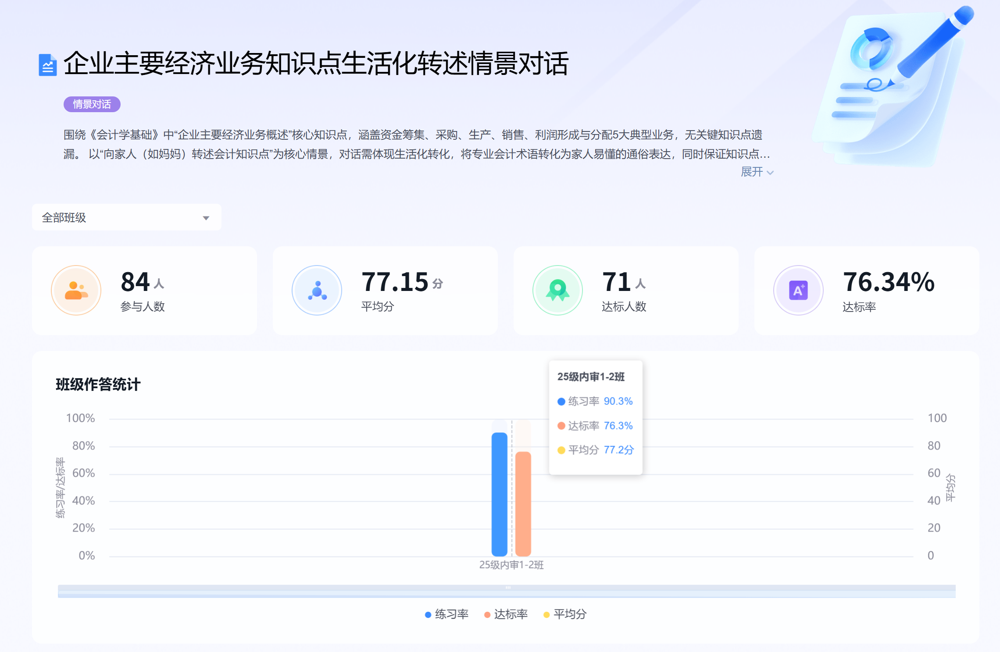 企业主要经济业务知识点生活化转述情景对话
情景对话
围绕《会计学基础》中“企业主要经济业务概述”核心知识点，涵盖资金筹集、采购、生产、销售、利润形成与分配5大典型业务，无关键知识点遗
漏。 以“向家人（如妈妈）转述会计知识点”为核心情景，对话需体现生活化转化，将专业会计术语转化为家人易懂的通俗表达，同时保证知识点...
展开
全部班级
84 人
参与人数
77.15 分
平均分
71 人
达标人数
A+
76.34%
达标率
班级作答统计
25级内审1-2班
练习率 90.3%
达标率 76.3%
平均分 77.2分
练习率/达标率
100%
80%
60%
40%
20%
0%
100
80
60
40
20
0
平均分
25级内审1-2班
练习率
达标率
平均分